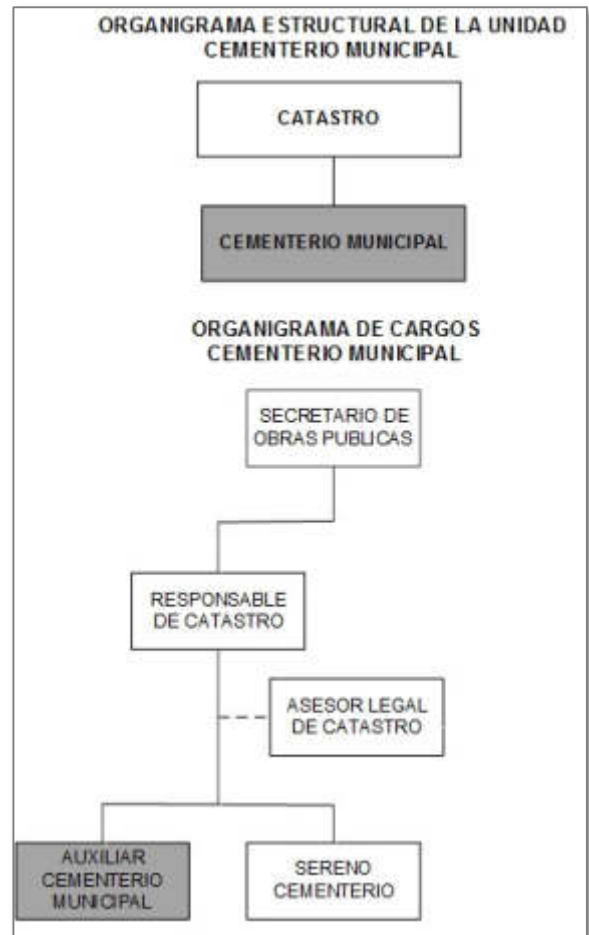 ORGANIGRAMA ESTRUCTURAL DE LA UNIDAD
CEMENTERIO MUNICIPAL
CATASTRO
CEMENTERIO MUNICIPAL
ORGANIGRAMA DE CARGOS
CEMENTERIO MUNICIPAL
SECRETARIO DE
OBRAS PUBLICAS
RESPONSABLE
DE CATASTRO
ASESOR LEGAL
DE CATASTRO
AUXILIAR
CEMENTERIO
MUNICIPAL
SERENO
CEMENTERIO